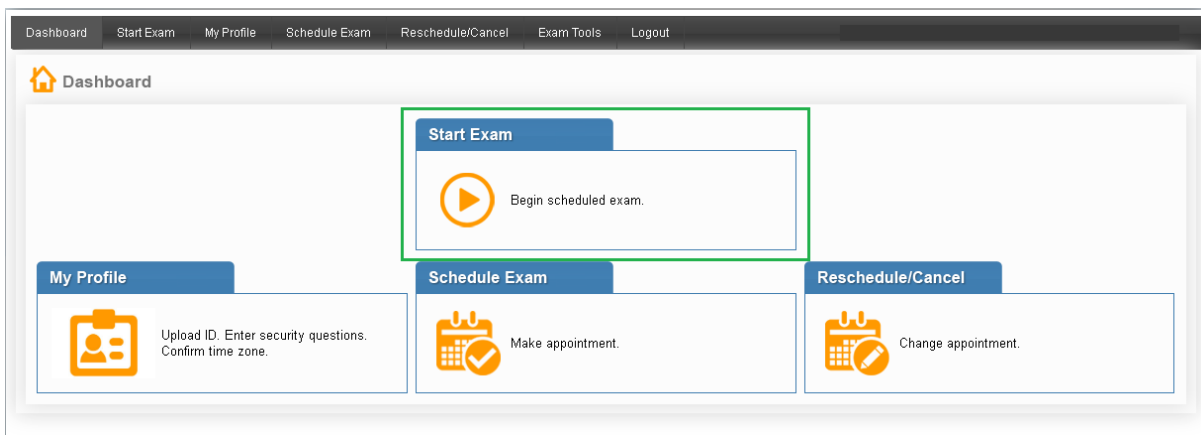 Dashboard Start Exam My Profile Schedule Exam Reschedule/Cancel Exam Tools Logout
Dashboard
Start Exam
Begin scheduled exam.
My Profile
Upload ID. Enter security questions.
Confirm time zone.
Schedule Exam
Make appointment.
Reschedule/Cancel
Change appointment.